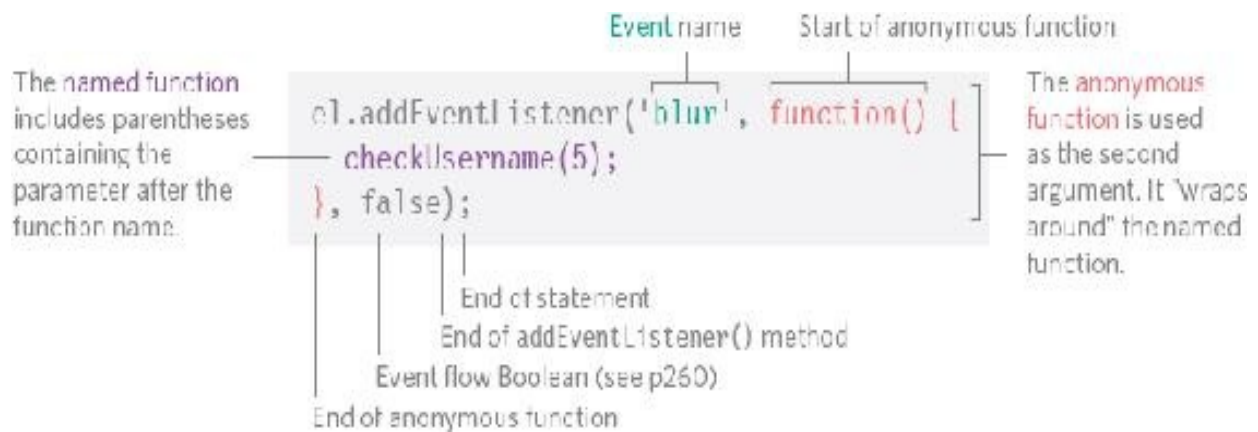 Event name
Start of anonymous function
The named function
includes parentheses
containing the
parameter after the
function name.
el.addEventListener('blur', function() {
checkUsername(5);
}, false);
The anonymous
function is used
as the second
argument. It "wraps
around" the named
function.
End of statement
End of addEventListener() method
Event flow Boolean (see p260)
End of anonymous function